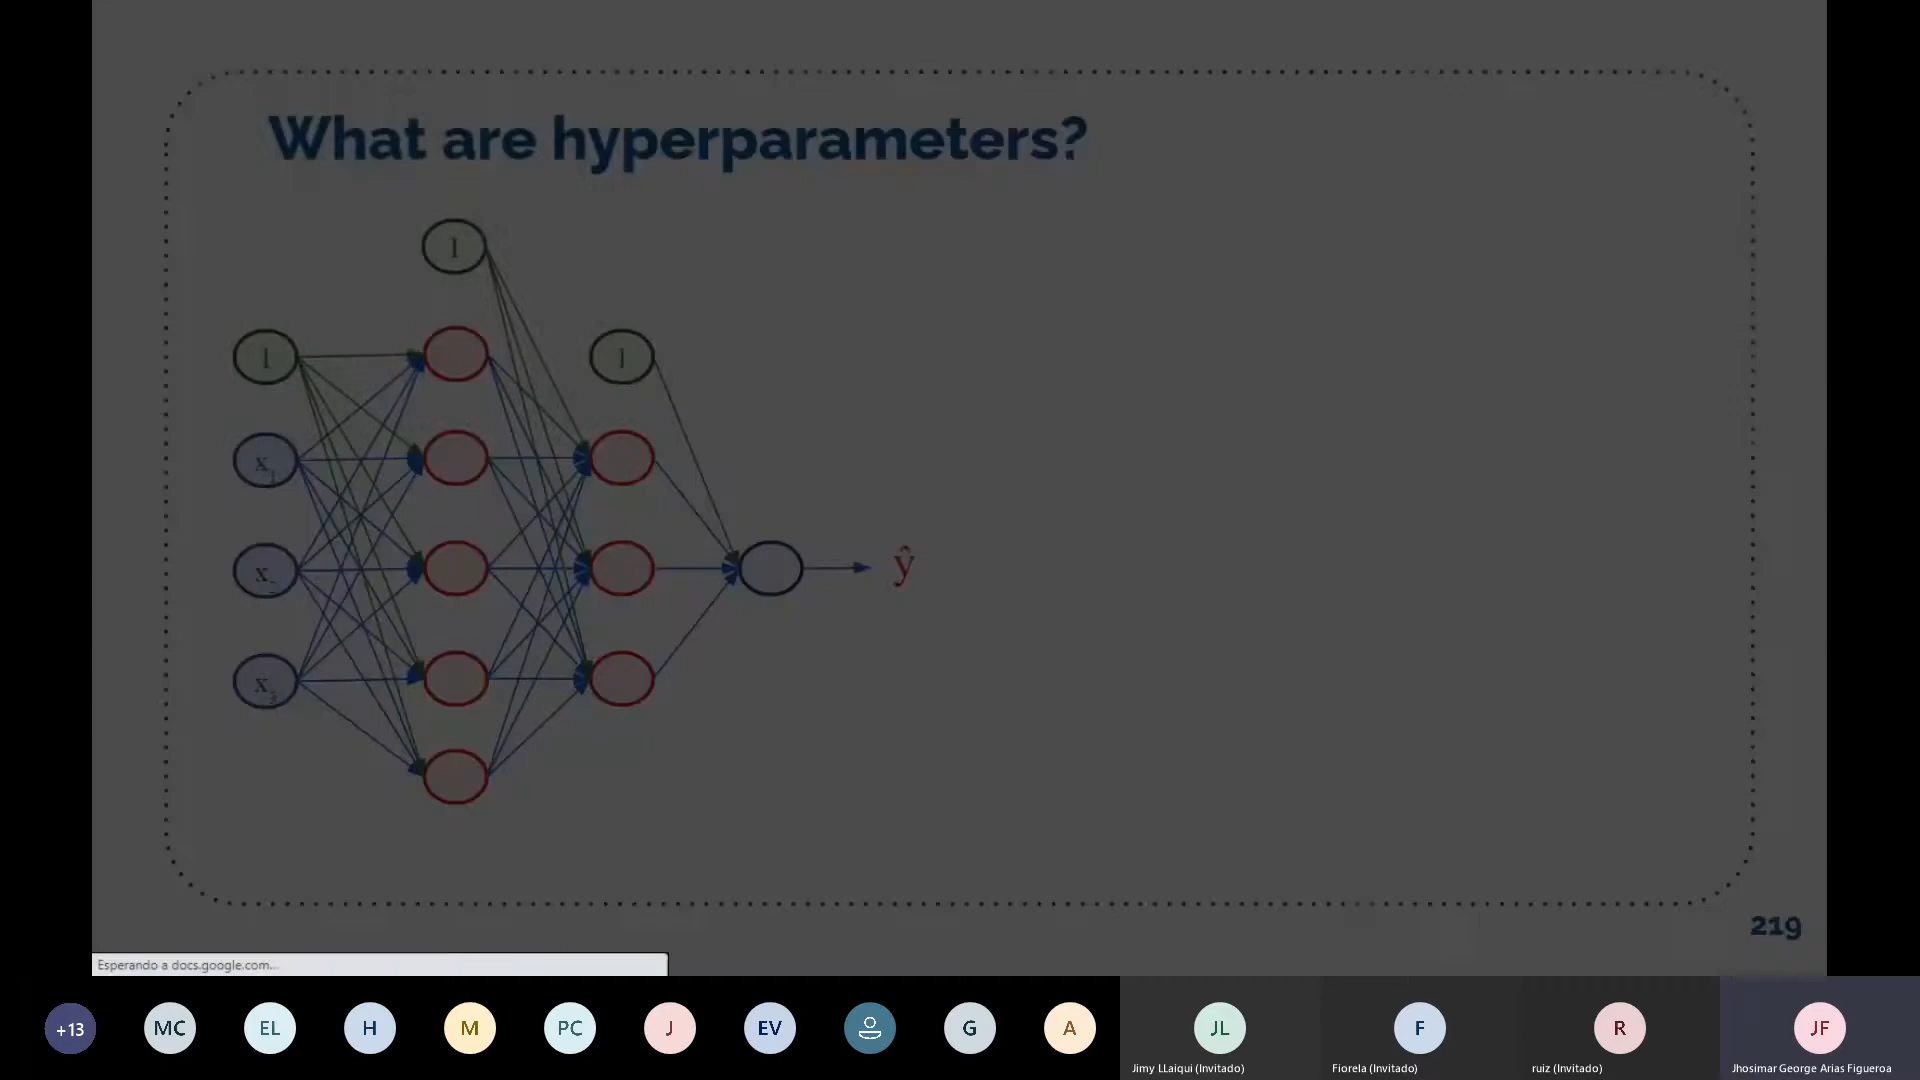 What are hyperparameters?
1
1
1
x1
x2
x3
ŷ
219
Esperando a docs.google.com...
+13
MC
EL
H
M
PC
J
EV
G
A
JL
F
R
JF
Jimy LLaiqui (Invitado)
Fiorela (Invitado)
ruiz (Invitado)
Jhosimar George Arias Figueroa